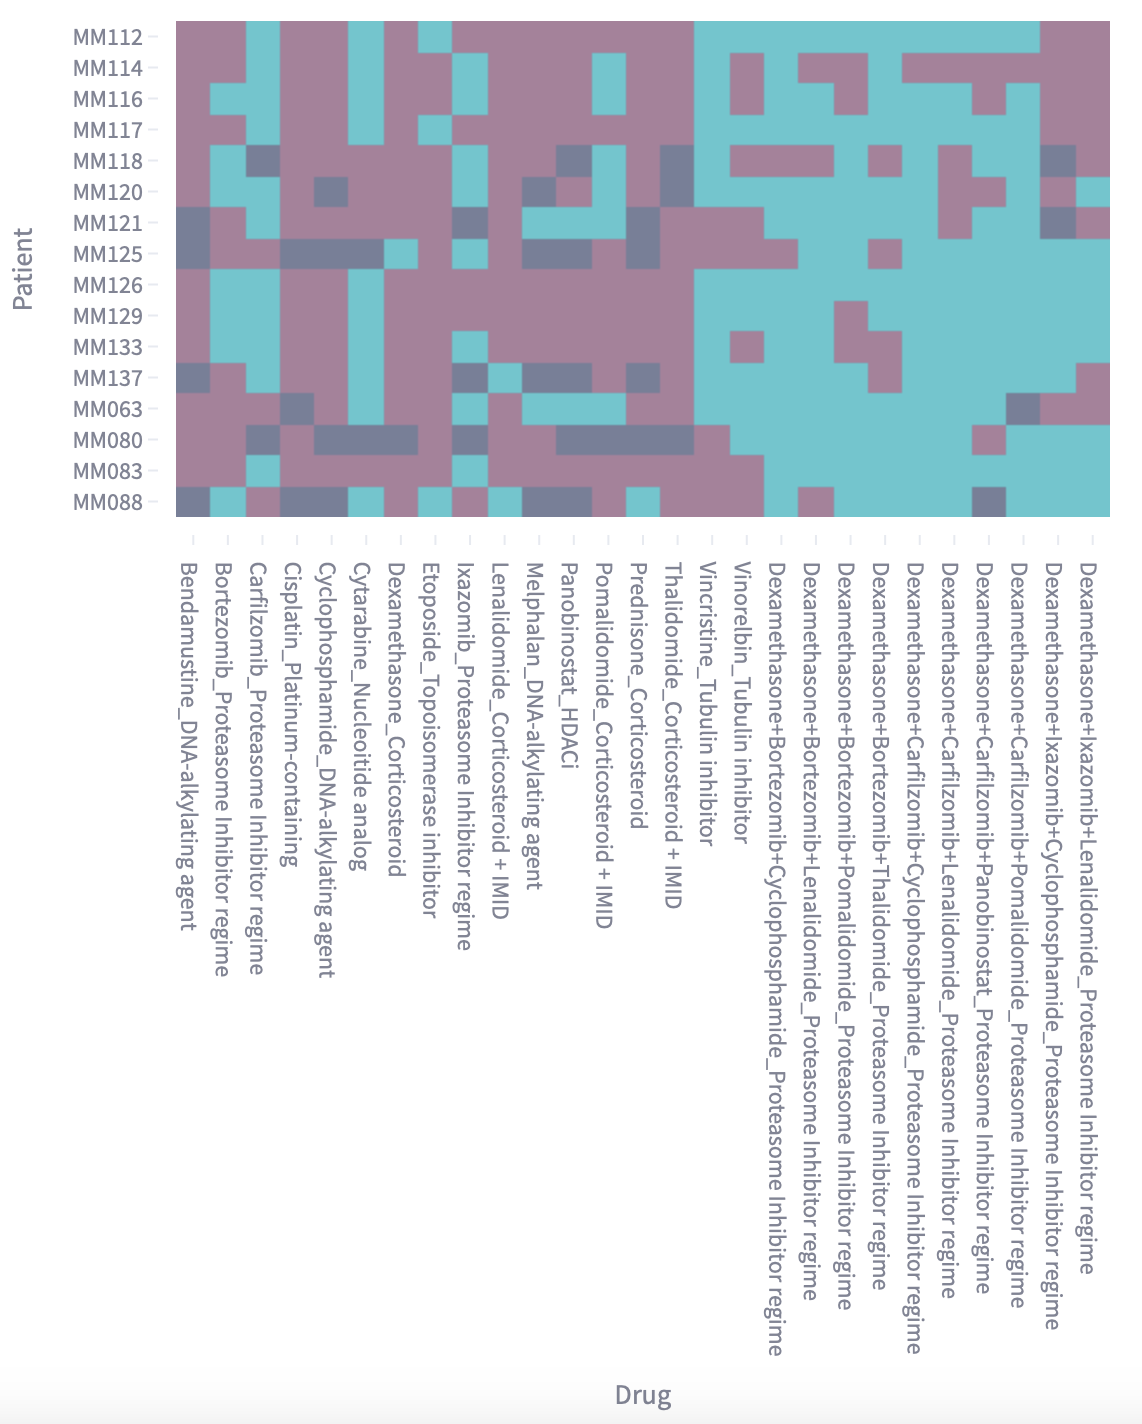 Patient
MM112
MM114
MM116
MM117
MM118
MM120
MM121
MM125
MM126
MM129
MM133
MM137
MM063
MM080
MM083
MM088
Bendamustine_DNA-alkylating agent
Bortezomib_Proteasome Inhibitor regime
Carfilzomib_Proteasome Inhibitor regime
Cisplatin_Platinum-containing
Cyclophosphamide_DNA-alkylating agent
Cytarabine_Nucleoitide analog
Dexamethasone_Corticosteroid
Etoposide_Topoisomerase inhibitor
Ixazomib_Proteasome Inhibitor regime
Lenalidomide_Corticosteroid + IMID
Melphalan_DNA-alkylating agent
Panobinostat_HDACi
Pomalidomide_Corticosteroid + IMID
Prednisone_Corticosteroid
Thalidomide_Corticosteroid + IMID
Vincristine_Tubulin inhibitor
Vinorelbin_Tubulin inhibitor
Dexamethasone+Bortezomib+Cyclophosphamide_Proteasome Inhibitor regime
Dexamethasone+Bortezomib+Lenalidomide_Proteasome Inhibitor regime
Dexamethasone+Bortezomib+Pomalidomide_Proteasome Inhibitor regime
Dexamethasone+Bortezomib+Thalidomide_Proteasome Inhibitor regime
Dexamethasone+Carfilzomib+Cyclophosphamide_Proteasome Inhibitor regime
Dexamethasone+Carfilzomib+Lenalidomide_Proteasome Inhibitor regime
Dexamethasone+Carfilzomib+Panobinostat_Proteasome Inhibitor regime
Dexamethasone+Carfilzomib+Pomalidomide_Proteasome Inhibitor regime
Dexamethasone+Ixazomib+Cyclophosphamide_Proteasome Inhibitor regime
Dexamethasone+Ixazomib+Lenalidomide_Proteasome Inhibitor regime
Drug